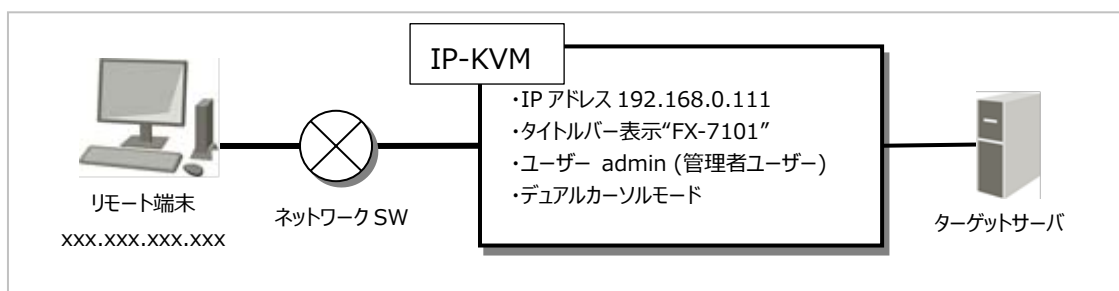 IP-KVM
・IP アドレス 192.168.0.111
・タイトルバー表示“FX-7101”
・ユーザー admin (管理者ユーザー)
・デュアルカーソルモード
リモート端末
xxx.xxx.xxx.xxx
ネットワーク SW
ターゲットサーバ